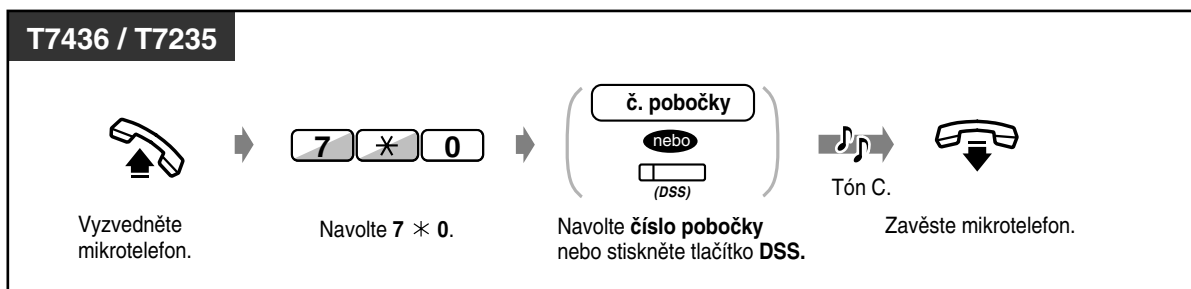 T7436 / T7235
7 ✳ 0
č. pobočky
nebo
(DSS)
Tón C.
Vyzvedněte
mikrotelefon.
Navolte 7 ✳ 0.
Navolte číslo pobočky
nebo stiskněte tlačítko DSS.
Zavěste mikrotelefon.